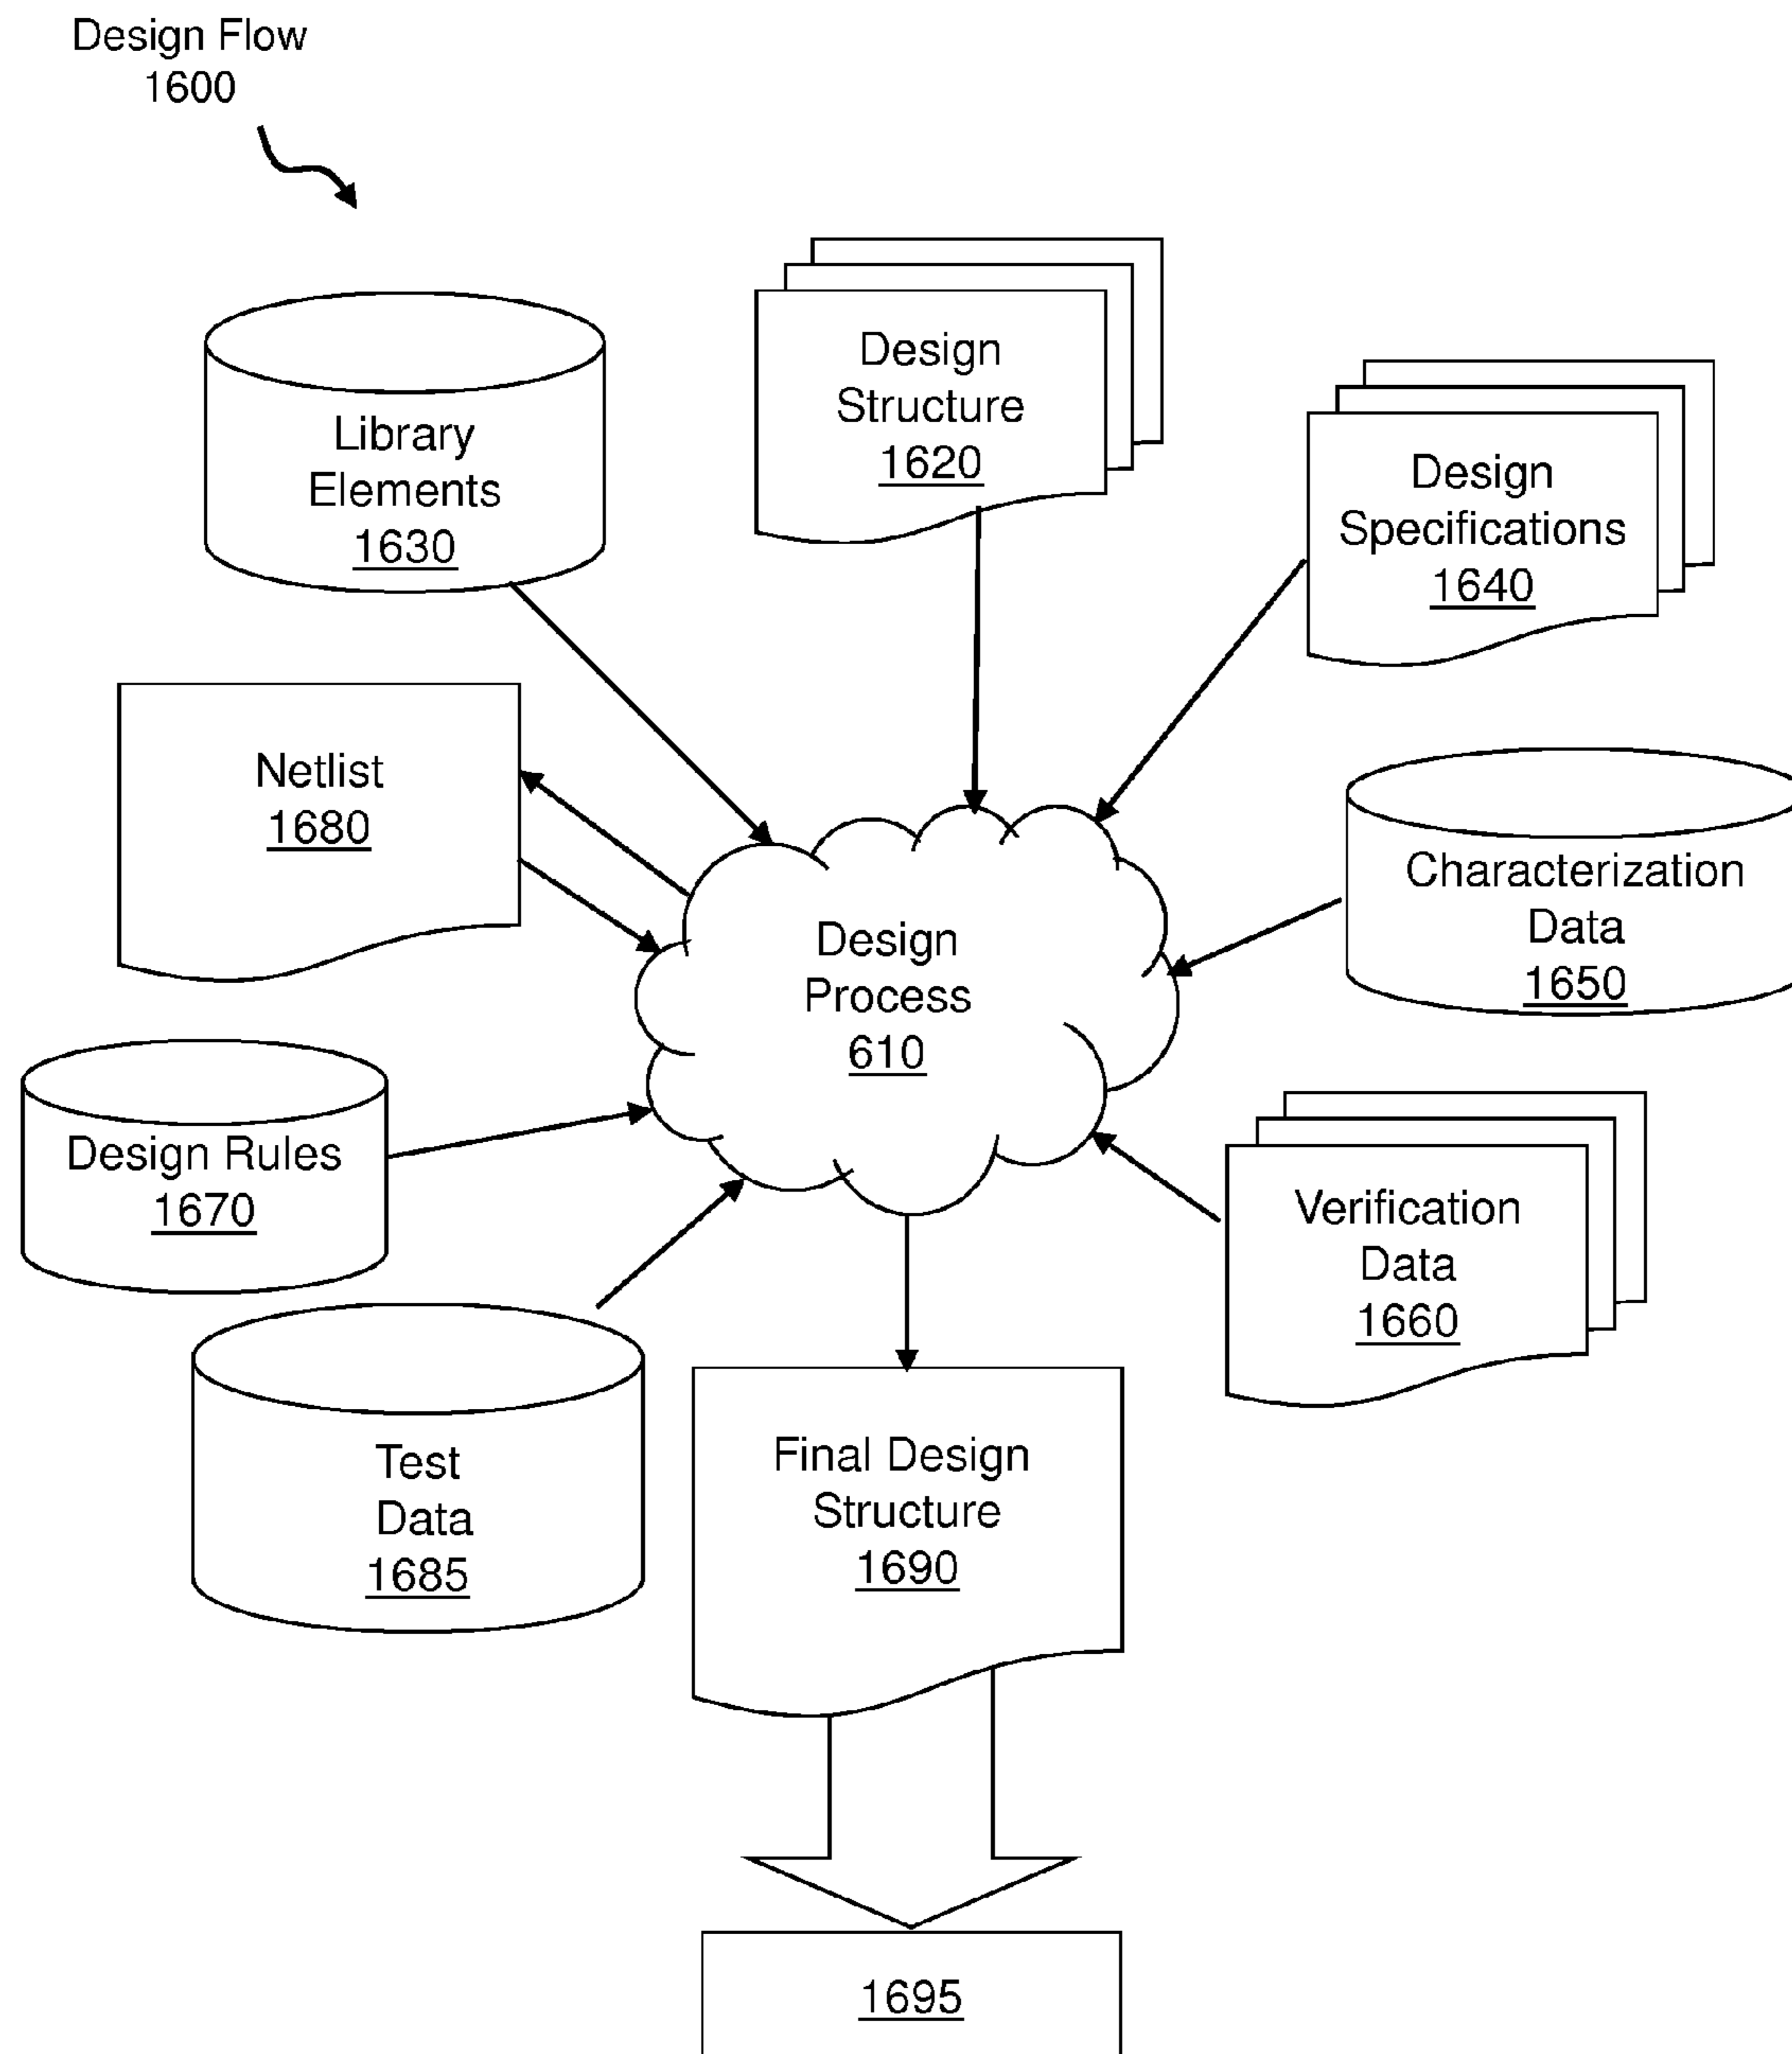 Design Flow
1600
Design
Structure
1620
Library
Elements
1630
Design
Specifications
1640
Netlist
1680
Characterization
Data
1650
Design
Process
610
Design Rules
1670
Verification
Data
1660
Test
Data
1685
Final Design
Structure
1690
1695